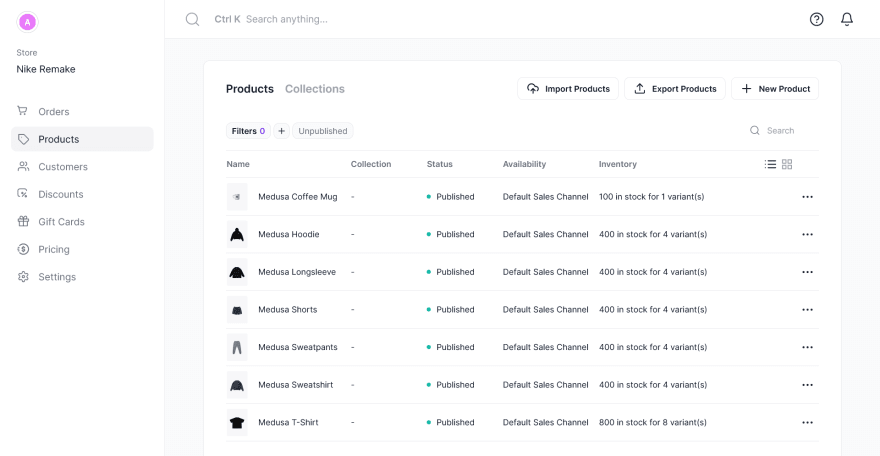 A
Ctrl K Search anything...
Store
Nike Remake
Orders
Products
Customers
Discounts
Gift Cards
Pricing
Settings
Products Collections
Import Products Export Products New Product
Filters 0 Unpublished Search
Name Collection Status Availability Inventory
Medusa Coffee Mug - Published Default Sales Channel 100 in stock for 1 variant(s)
Medusa Hoodie - Published Default Sales Channel 400 in stock for 4 variant(s)
Medusa Longsleeve - Published Default Sales Channel 400 in stock for 4 variant(s)
Medusa Shorts - Published Default Sales Channel 400 in stock for 4 variant(s)
Medusa Sweatpants - Published Default Sales Channel 400 in stock for 4 variant(s)
Medusa Sweatshirt - Published Default Sales Channel 400 in stock for 4 variant(s)
Medusa T-Shirt - Published Default Sales Channel 800 in stock for 8 variant(s)